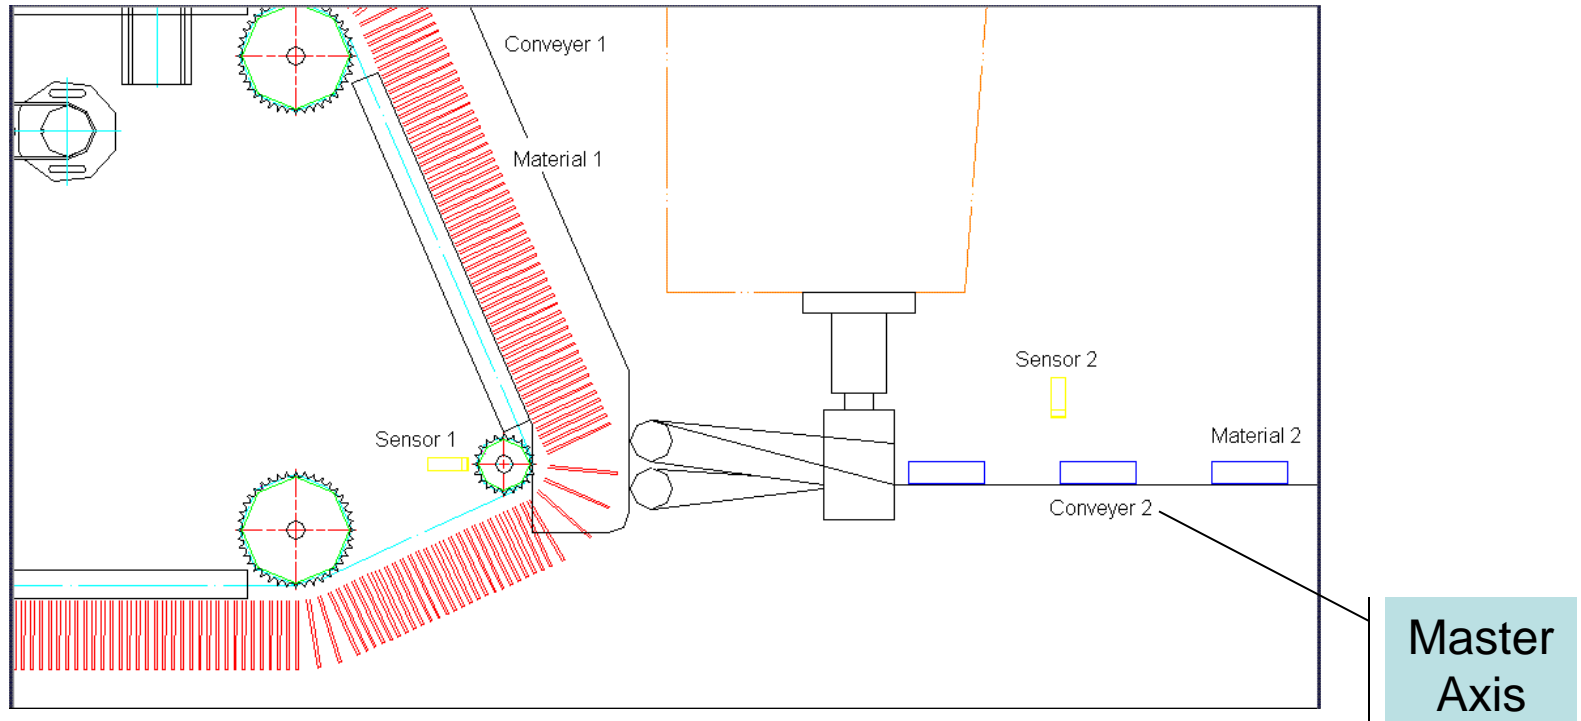 Conveyer 1
Material 1
Sensor 2
Sensor 1
Material 2
Conveyer 2
Master
Axis